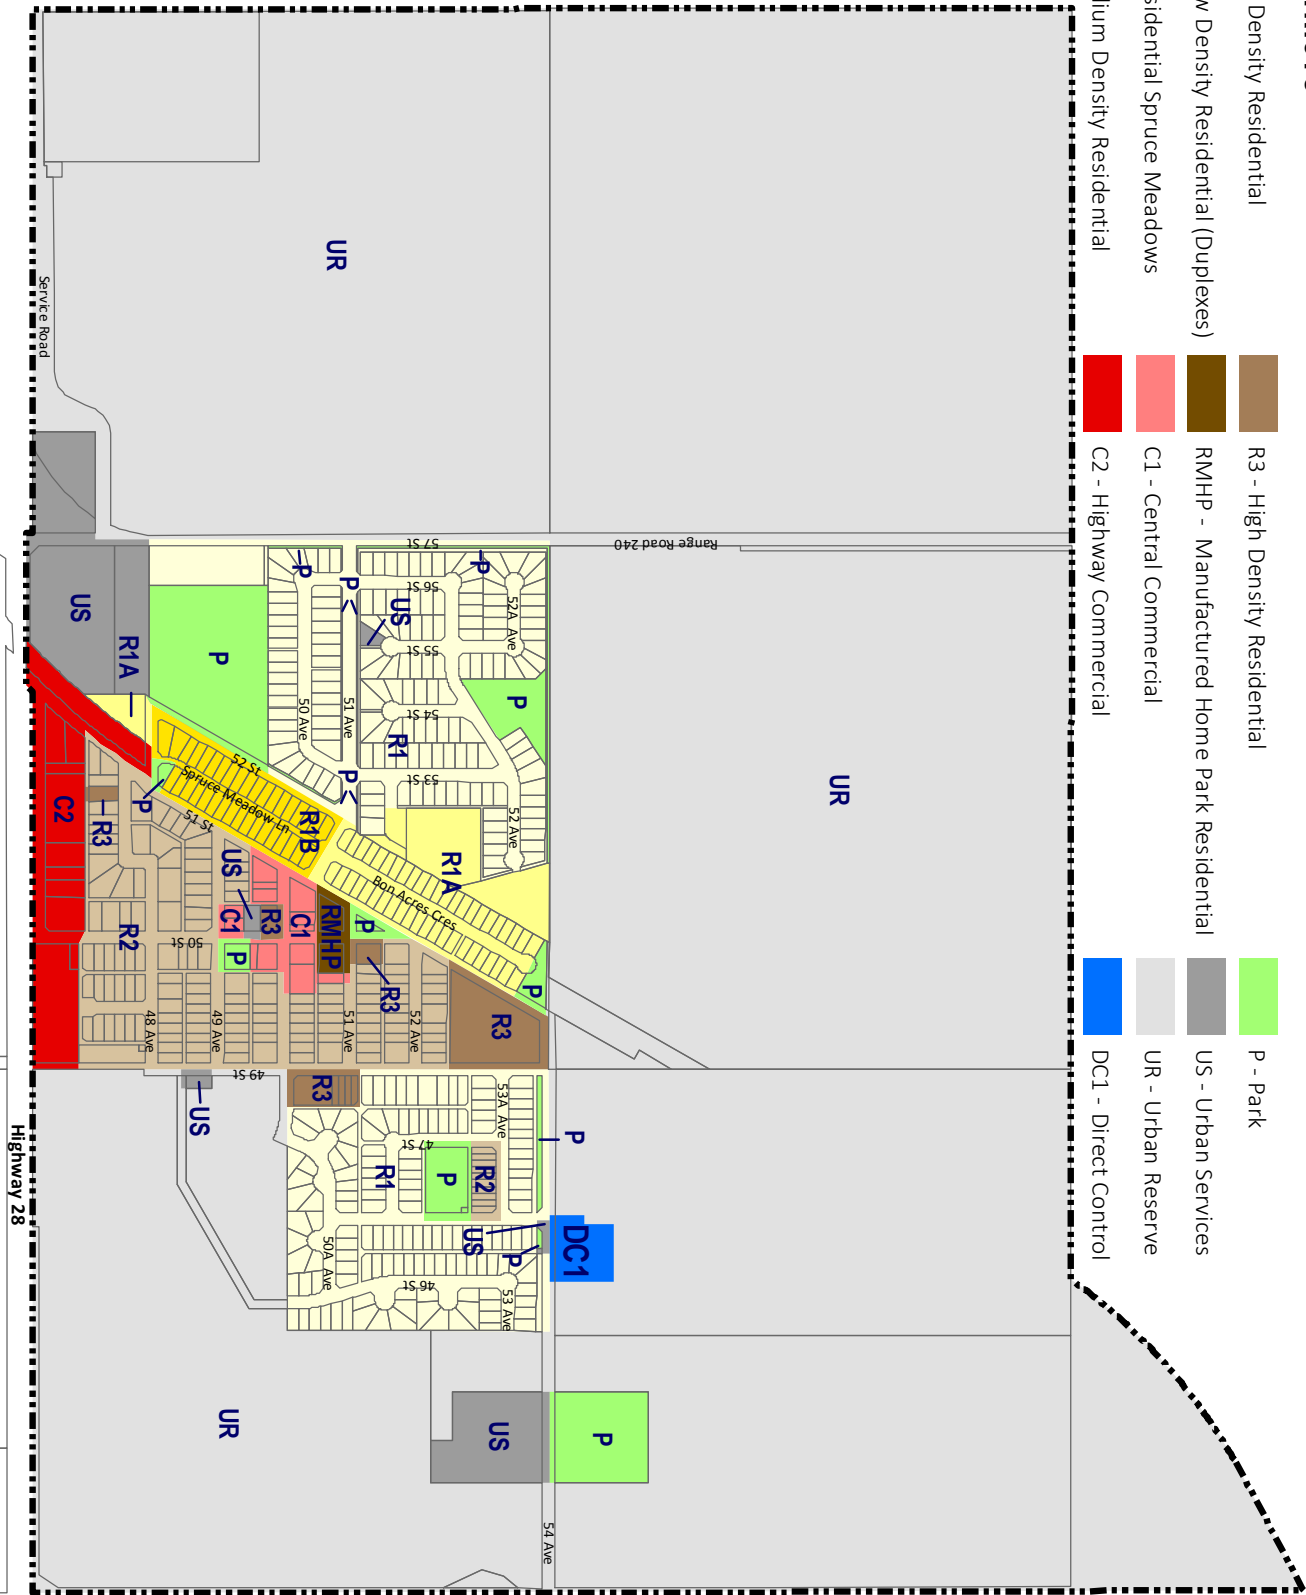 Density Residential
Density Residential (Duplexes)
Spruce Meadows
Density Residential
R3 - High Density Residential
RMHP - Manufactured Home Park Residential
C1 - Central Commercial
C2 - Highway Commercial
P - Park
US - Urban Services
UR - Urban Reserve
DC1 - Direct Control
UR
Range Road 240
P
DC1
P
54 Ave
P
52A Ave
P
52 Ave
P
R3
53A Ave
R2
US
P
53 Ave
US
57 St
56 St
55 St
54 St
53 St
US
R1
R1A
Bon Acres Cres
52 Ave
P
47 St
46 St
R1
UR
P
P
51 Ave
P
P
R3
51 Ave
R3
50A Ave
P
50 Ave
R1B
RMHP
C1
R3
US
C1
P
P
52 St
Spruce Meadow Ln
51 St
50 St
49 Ave
49 St
US
UR
R1A
P
R3
R2
48 Ave
US
C2
Service Road
Highway 28